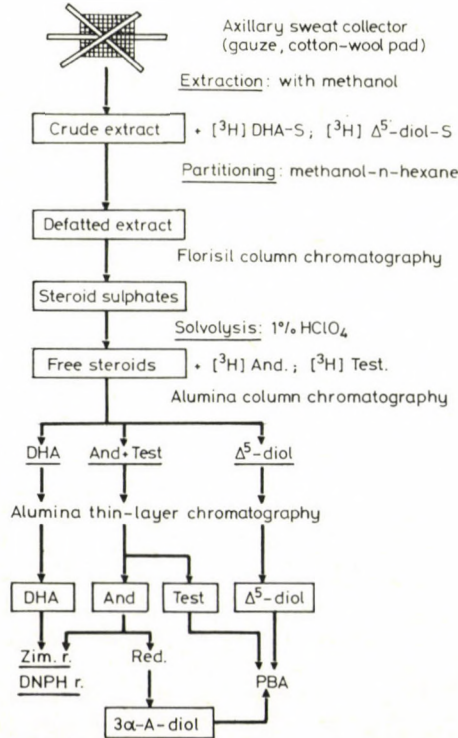 Axillary sweat collector
(gauze, cotton-wool pad)
Extraction: with methanol
Crude extract + [³H] DHA-S; [³H] Δ⁵-diol-S
Partitioning: methanol-n-hexane
Defatted extract
Florisil column chromatography
Steroid sulphates
Solvolysis: 1% HClO₄
Free steroids + [³H] And.; [³H] Test.
Alumina column chromatography
DHA And+Test Δ⁵-diol
Alumina thin-layer chromatography
DHA And Test Δ⁵-diol
Zim. r. Red. PBA
DNPH r.
3α-A-diol